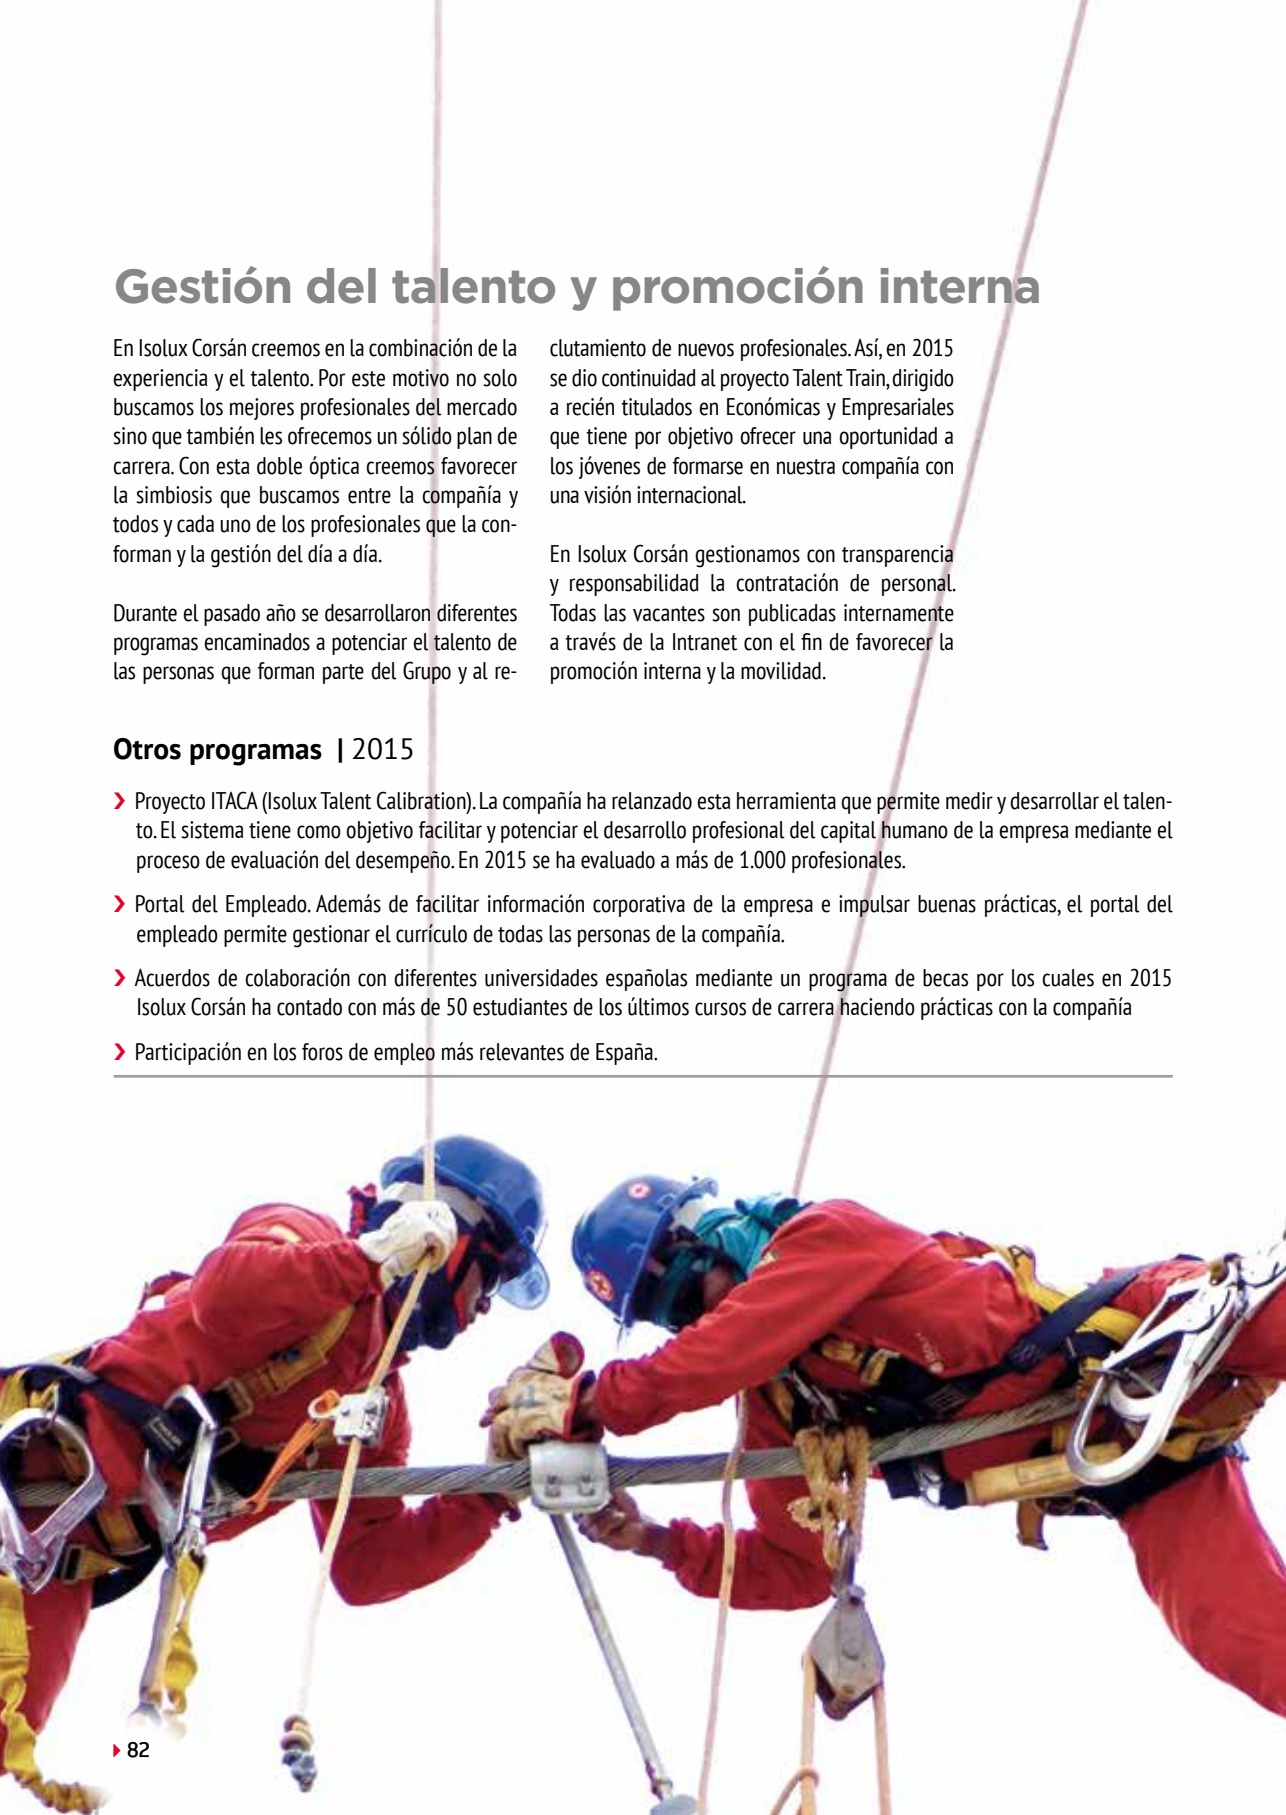 Gestión del talento y promoción interna
En Isolux Corsán creemos en la combinación de la
experiencia y el talento. Por este motivo no solo
buscamos los mejores profesionales del mercado
sino que también les ofrecemos un sólido plan de
carrera. Con esta doble óptica creemos favorecer
la simbiosis que buscamos entre la compañía y
todos y cada uno de los profesionales que la con-
forman y la gestión del día a día.
Durante el pasado año se desarrollaron diferentes
programas encaminados a potenciar el talento de
las personas que forman parte del Grupo y al re-
clutamiento de nuevos profesionales. Así, en 2015
se dio continuidad al proyecto Talent Train, dirigido
a recién titulados en Económicas y Empresariales
que tiene por objetivo ofrecer una oportunidad a
los jóvenes de formarse en nuestra compañía con
una visión internacional.
En Isolux Corsán gestionamos con transparencia
y responsabilidad la contratación de personal.
Todas las vacantes son publicadas internamente
a través de la Intranet con el fin de favorecer la
promoción interna y la movilidad.
Otros programas | 2015
› Proyecto ITACA (Isolux Talent Calibration). La compañía ha relanzado esta herramienta que permite medir y desarrollar el talen-
to. El sistema tiene como objetivo facilitar y potenciar el desarrollo profesional del capital humano de la empresa mediante el
proceso de evaluación del desempeño. En 2015 se ha evaluado a más de 1.000 profesionales.
› Portal del Empleado. Además de facilitar información corporativa de la empresa e impulsar buenas prácticas, el portal del
empleado permite gestionar el currículo de todas las personas de la compañía.
› Acuerdos de colaboración con diferentes universidades españolas mediante un programa de becas por los cuales en 2015
Isolux Corsán ha contado con más de 50 estudiantes de los últimos cursos de carrera haciendo prácticas con la compañía
› Participación en los foros de empleo más relevantes de España.
82